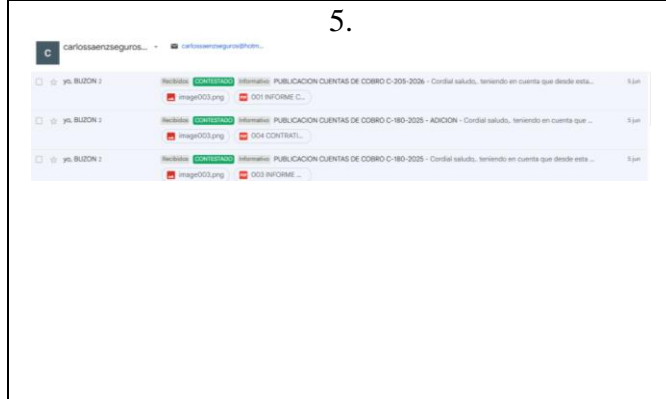 5.
C carlossaenzseguros... carlossaenzseguros@hotm...
yo, BUZON 2 Recibidos CONTESTADO Informativo PUBLICACION CUENTAS DE COBRO C-205-2026 - Cordial saludo,, teniendo en cuenta que desde esta... 5 jun
image003.png PDF 001 INFORME C...
yo, BUZON 2 Recibidos CONTESTADO Informativo PUBLICACION CUENTAS DE COBRO C-180-2025 - ADICION - Cordial saludo,, teniendo en cuenta que ... 5 jun
image003.png PDF 004 CONTRATI...
yo, BUZON 2 Recibidos CONTESTADO Informativo PUBLICACION CUENTAS DE COBRO C-180-2025 - Cordial saludo,, teniendo en cuenta que desde esta ... 5 jun
image003.png PDF 003 INFORME ...